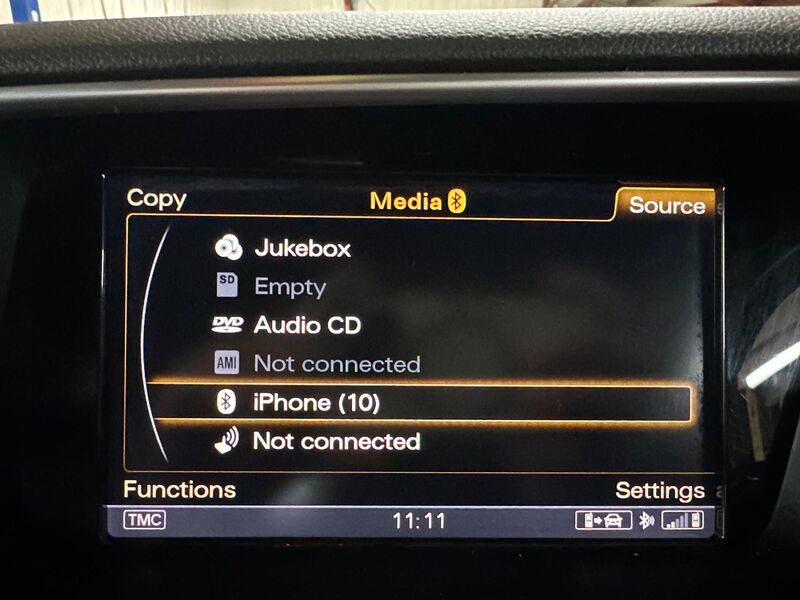 Copy
Media
Source
Jukebox
SD Empty
DVD Audio CD
AMI Not connected
iPhone (10)
Not connected
Functions
Settings
TMC
11:11